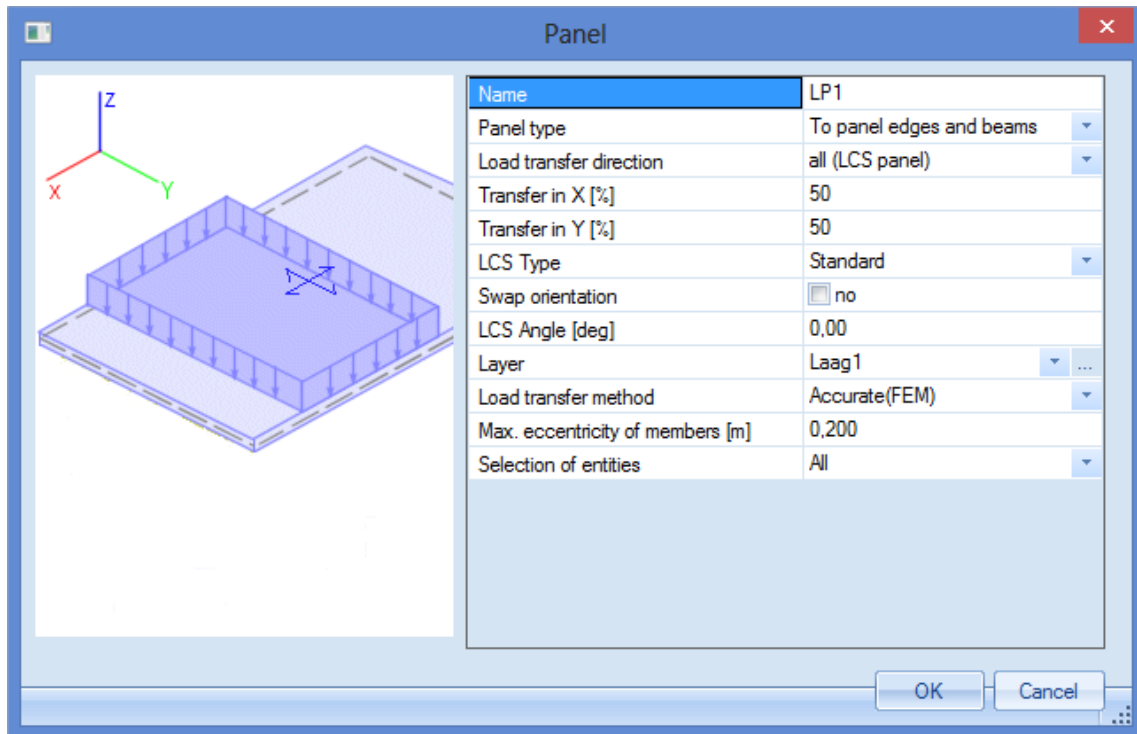 Panel
Z
X
Y
Name LP1
Panel type To panel edges and beams
Load transfer direction all (LCS panel)
Transfer in X [%] 50
Transfer in Y [%] 50
LCS Type Standard
Swap orientation no
LCS Angle [deg] 0,00
Layer Laag1 ...
Load transfer method Accurate(FEM)
Max. eccentricity of members [m] 0,200
Selection of entities All
OK Cancel